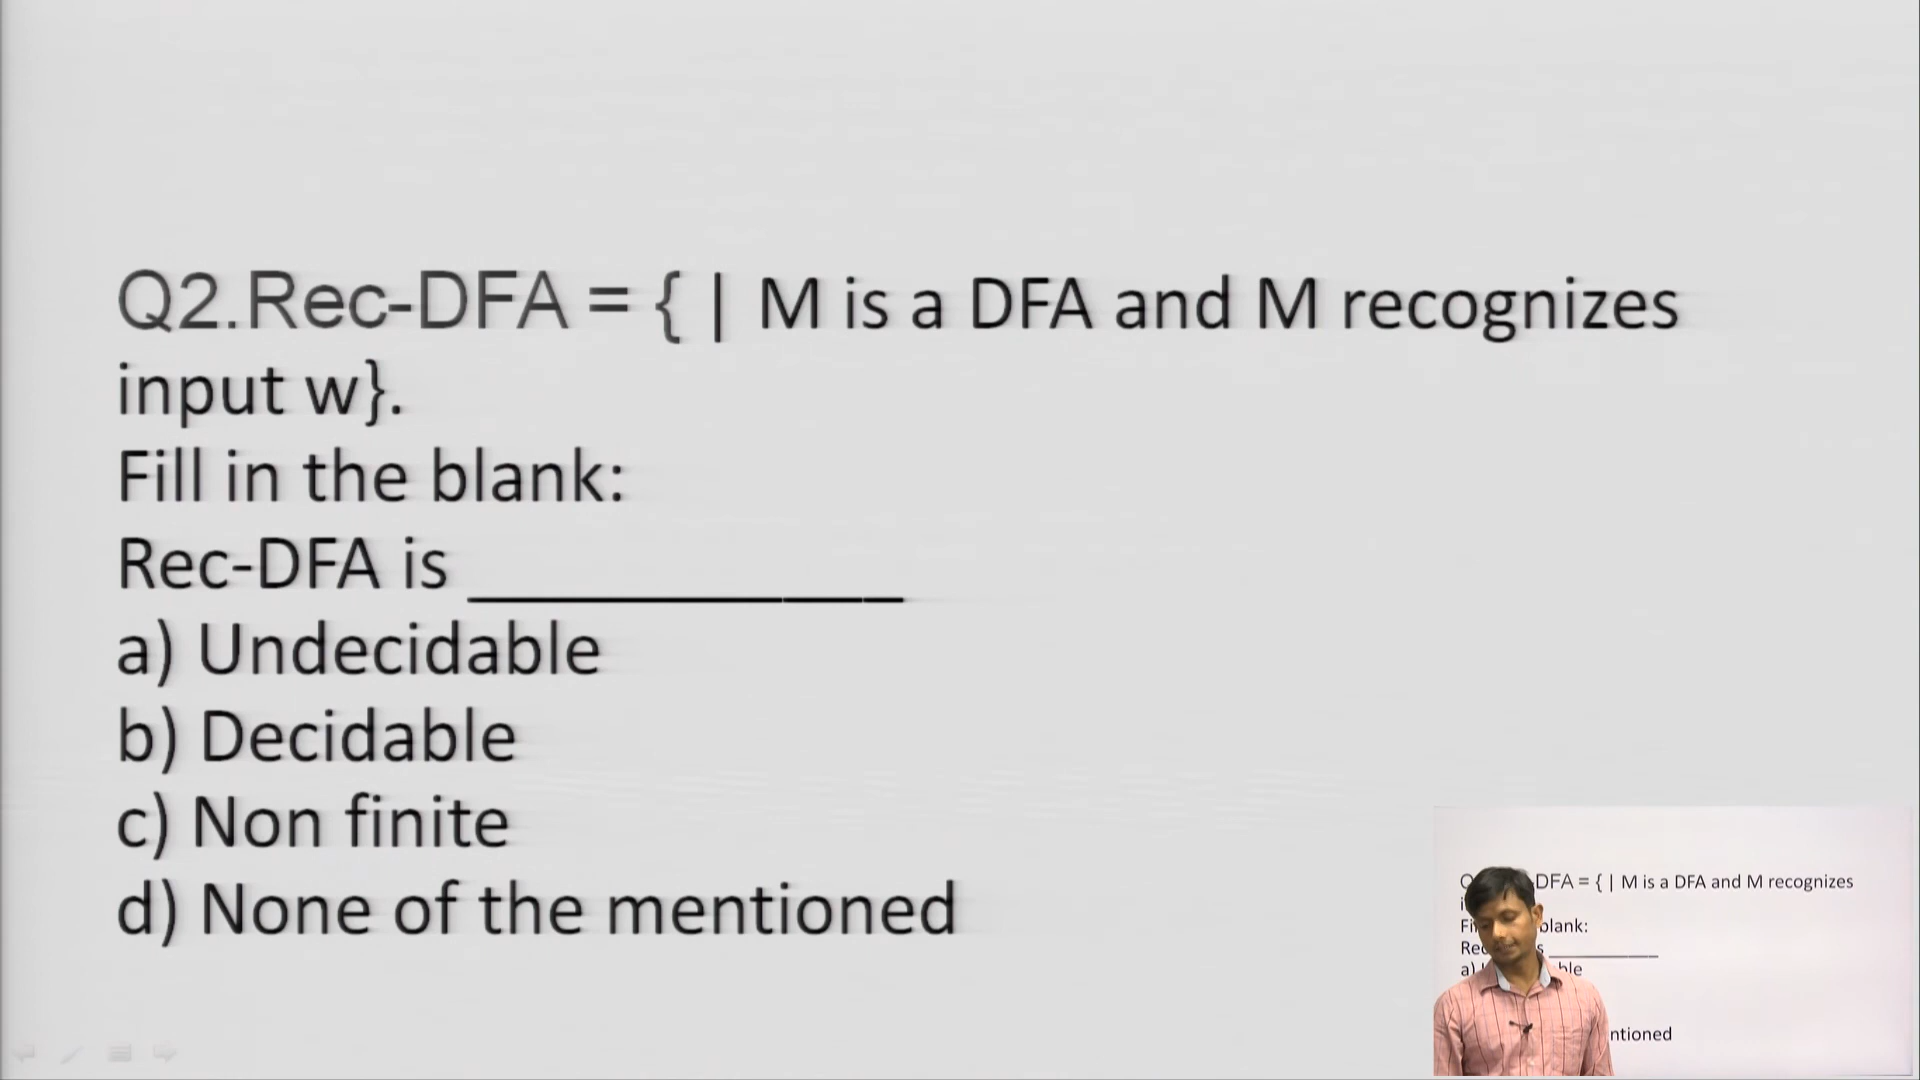 Q2.Rec-DFA = { | M is a DFA and M recognizes
input w}.
Fill in the blank:
Rec-DFA is ____________
a) Undecidable
b) Decidable
c) Non finite
d) None of the mentioned
DFA = { | M is a DFA and M recognizes
blank:
ntioned